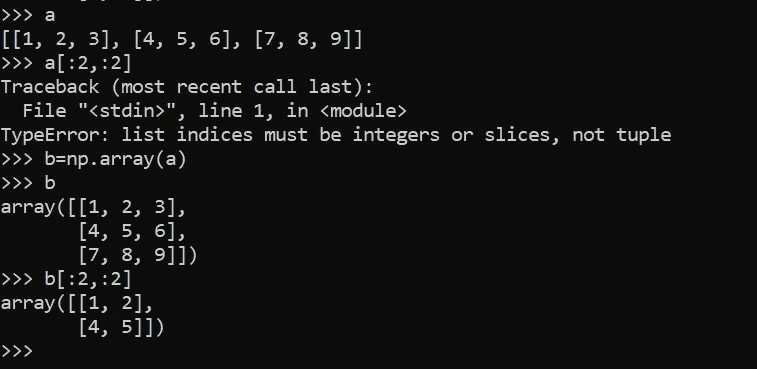 >>> a
[[1, 2, 3], [4, 5, 6], [7, 8, 9]]
>>> a[:2,:2]
Traceback (most recent call last):
  File "<stdin>", line 1, in <module>
TypeError: list indices must be integers or slices, not tuple
>>> b=np.array(a)
>>> b
array([[1, 2, 3],
       [4, 5, 6],
       [7, 8, 9]])
>>> b[:2,:2]
array([[1, 2],
       [4, 5]])
>>>